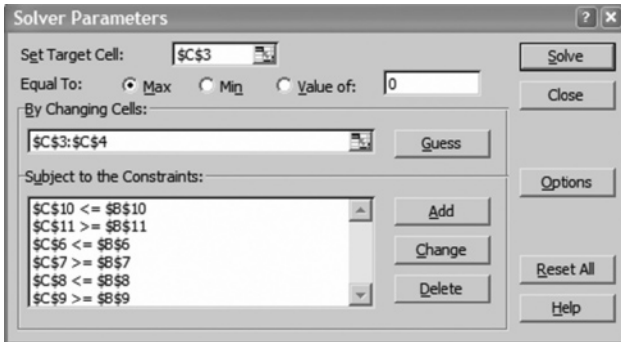 Solver Parameters
Set Target Cell: $C$3 Solve
Equal To: Max Min Value of: 0 Close
By Changing Cells:
$C$3:$C$4 Guess
Subject to the Constraints: Options
$C$10 <= $B$10 Add
$C$11 >= $B$11
$C$6 <= $B$6 Change
$C$7 >= $B$7 Reset All
$C$8 <= $B$8 Delete
$C$9 >= $B$9 Help